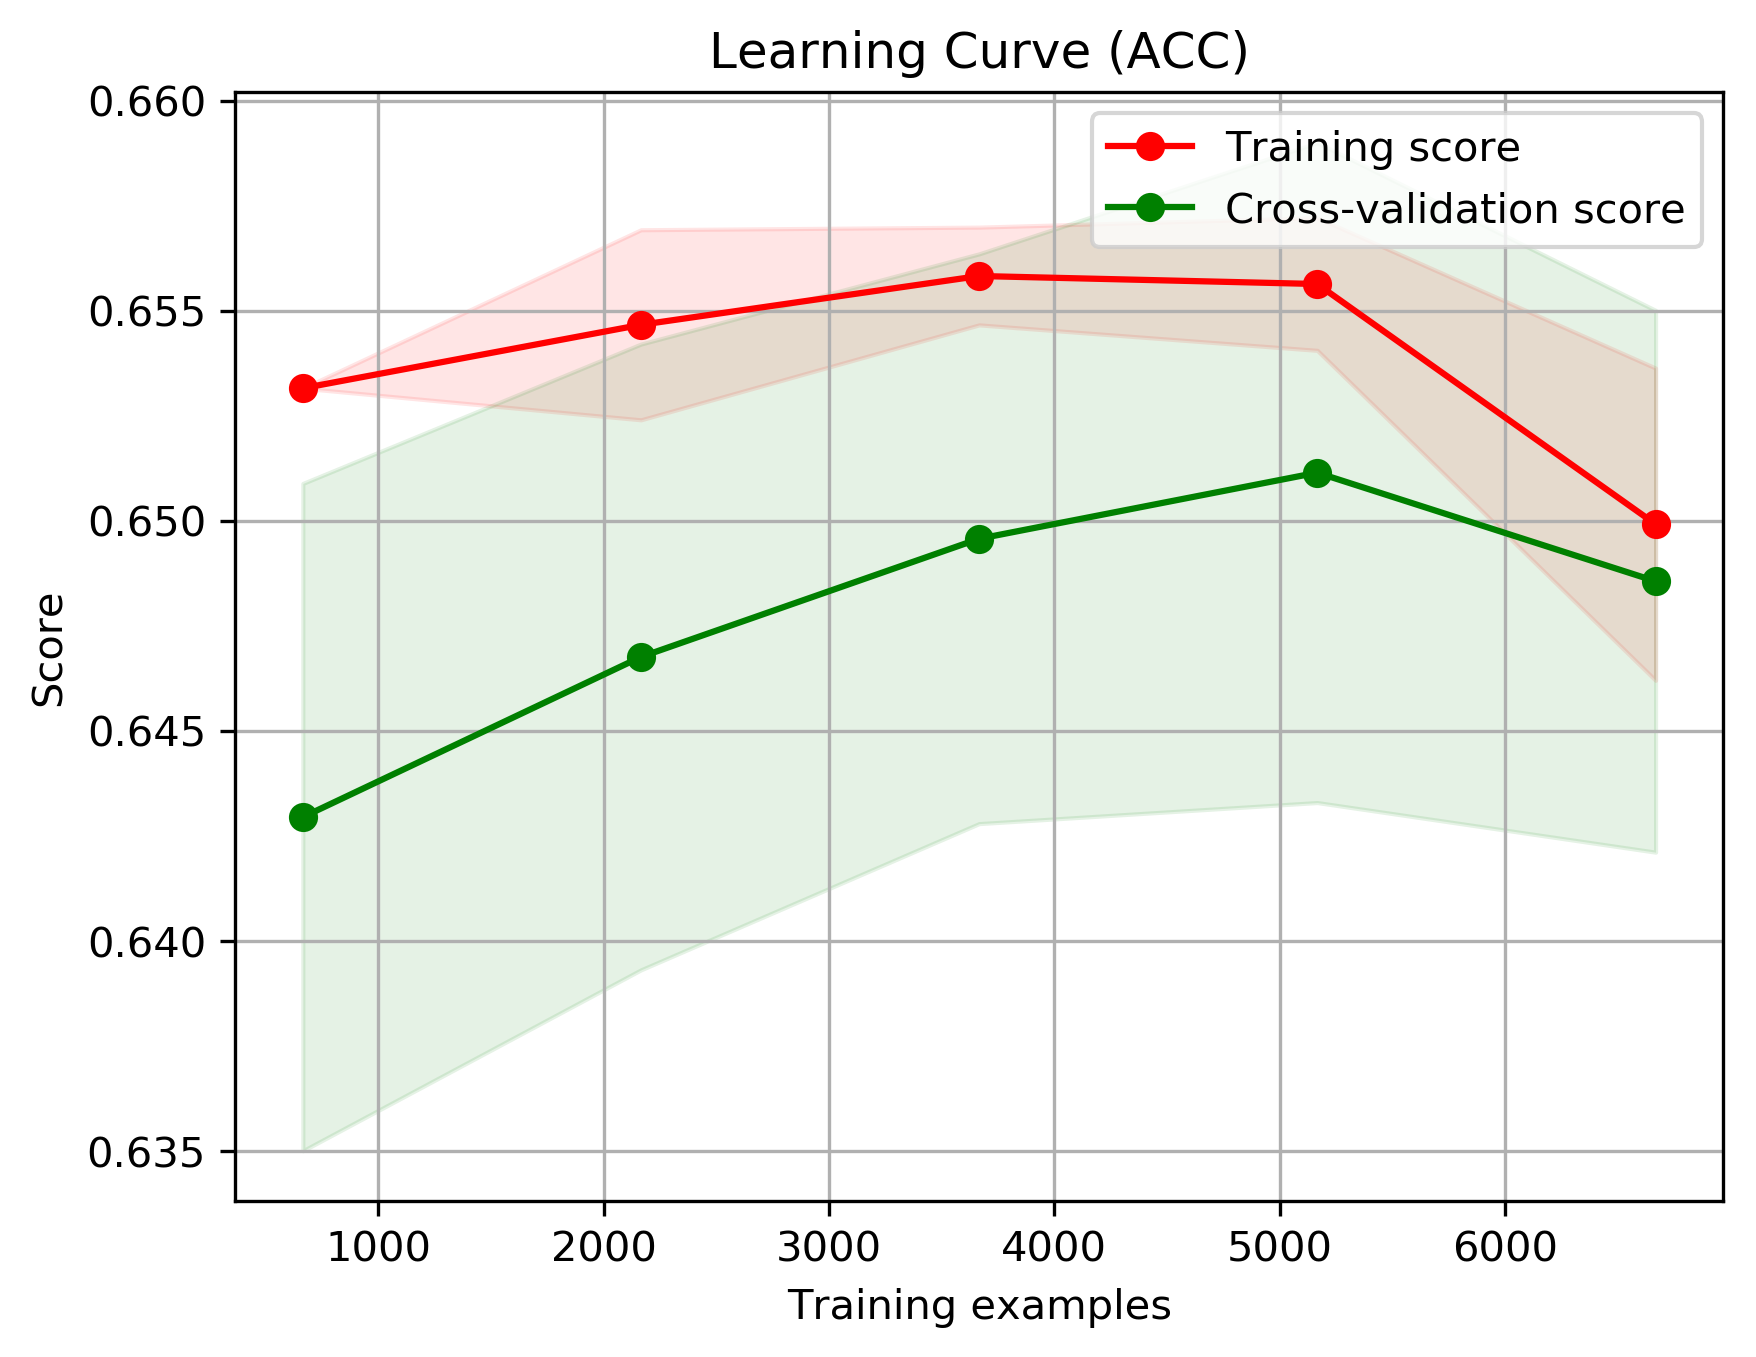 Learning Curve (ACC)
0.660
0.655
0.650
0.645
0.640
0.635
Score
Training score
Cross-validation score
1000 2000 3000 4000 5000 6000
Training examples